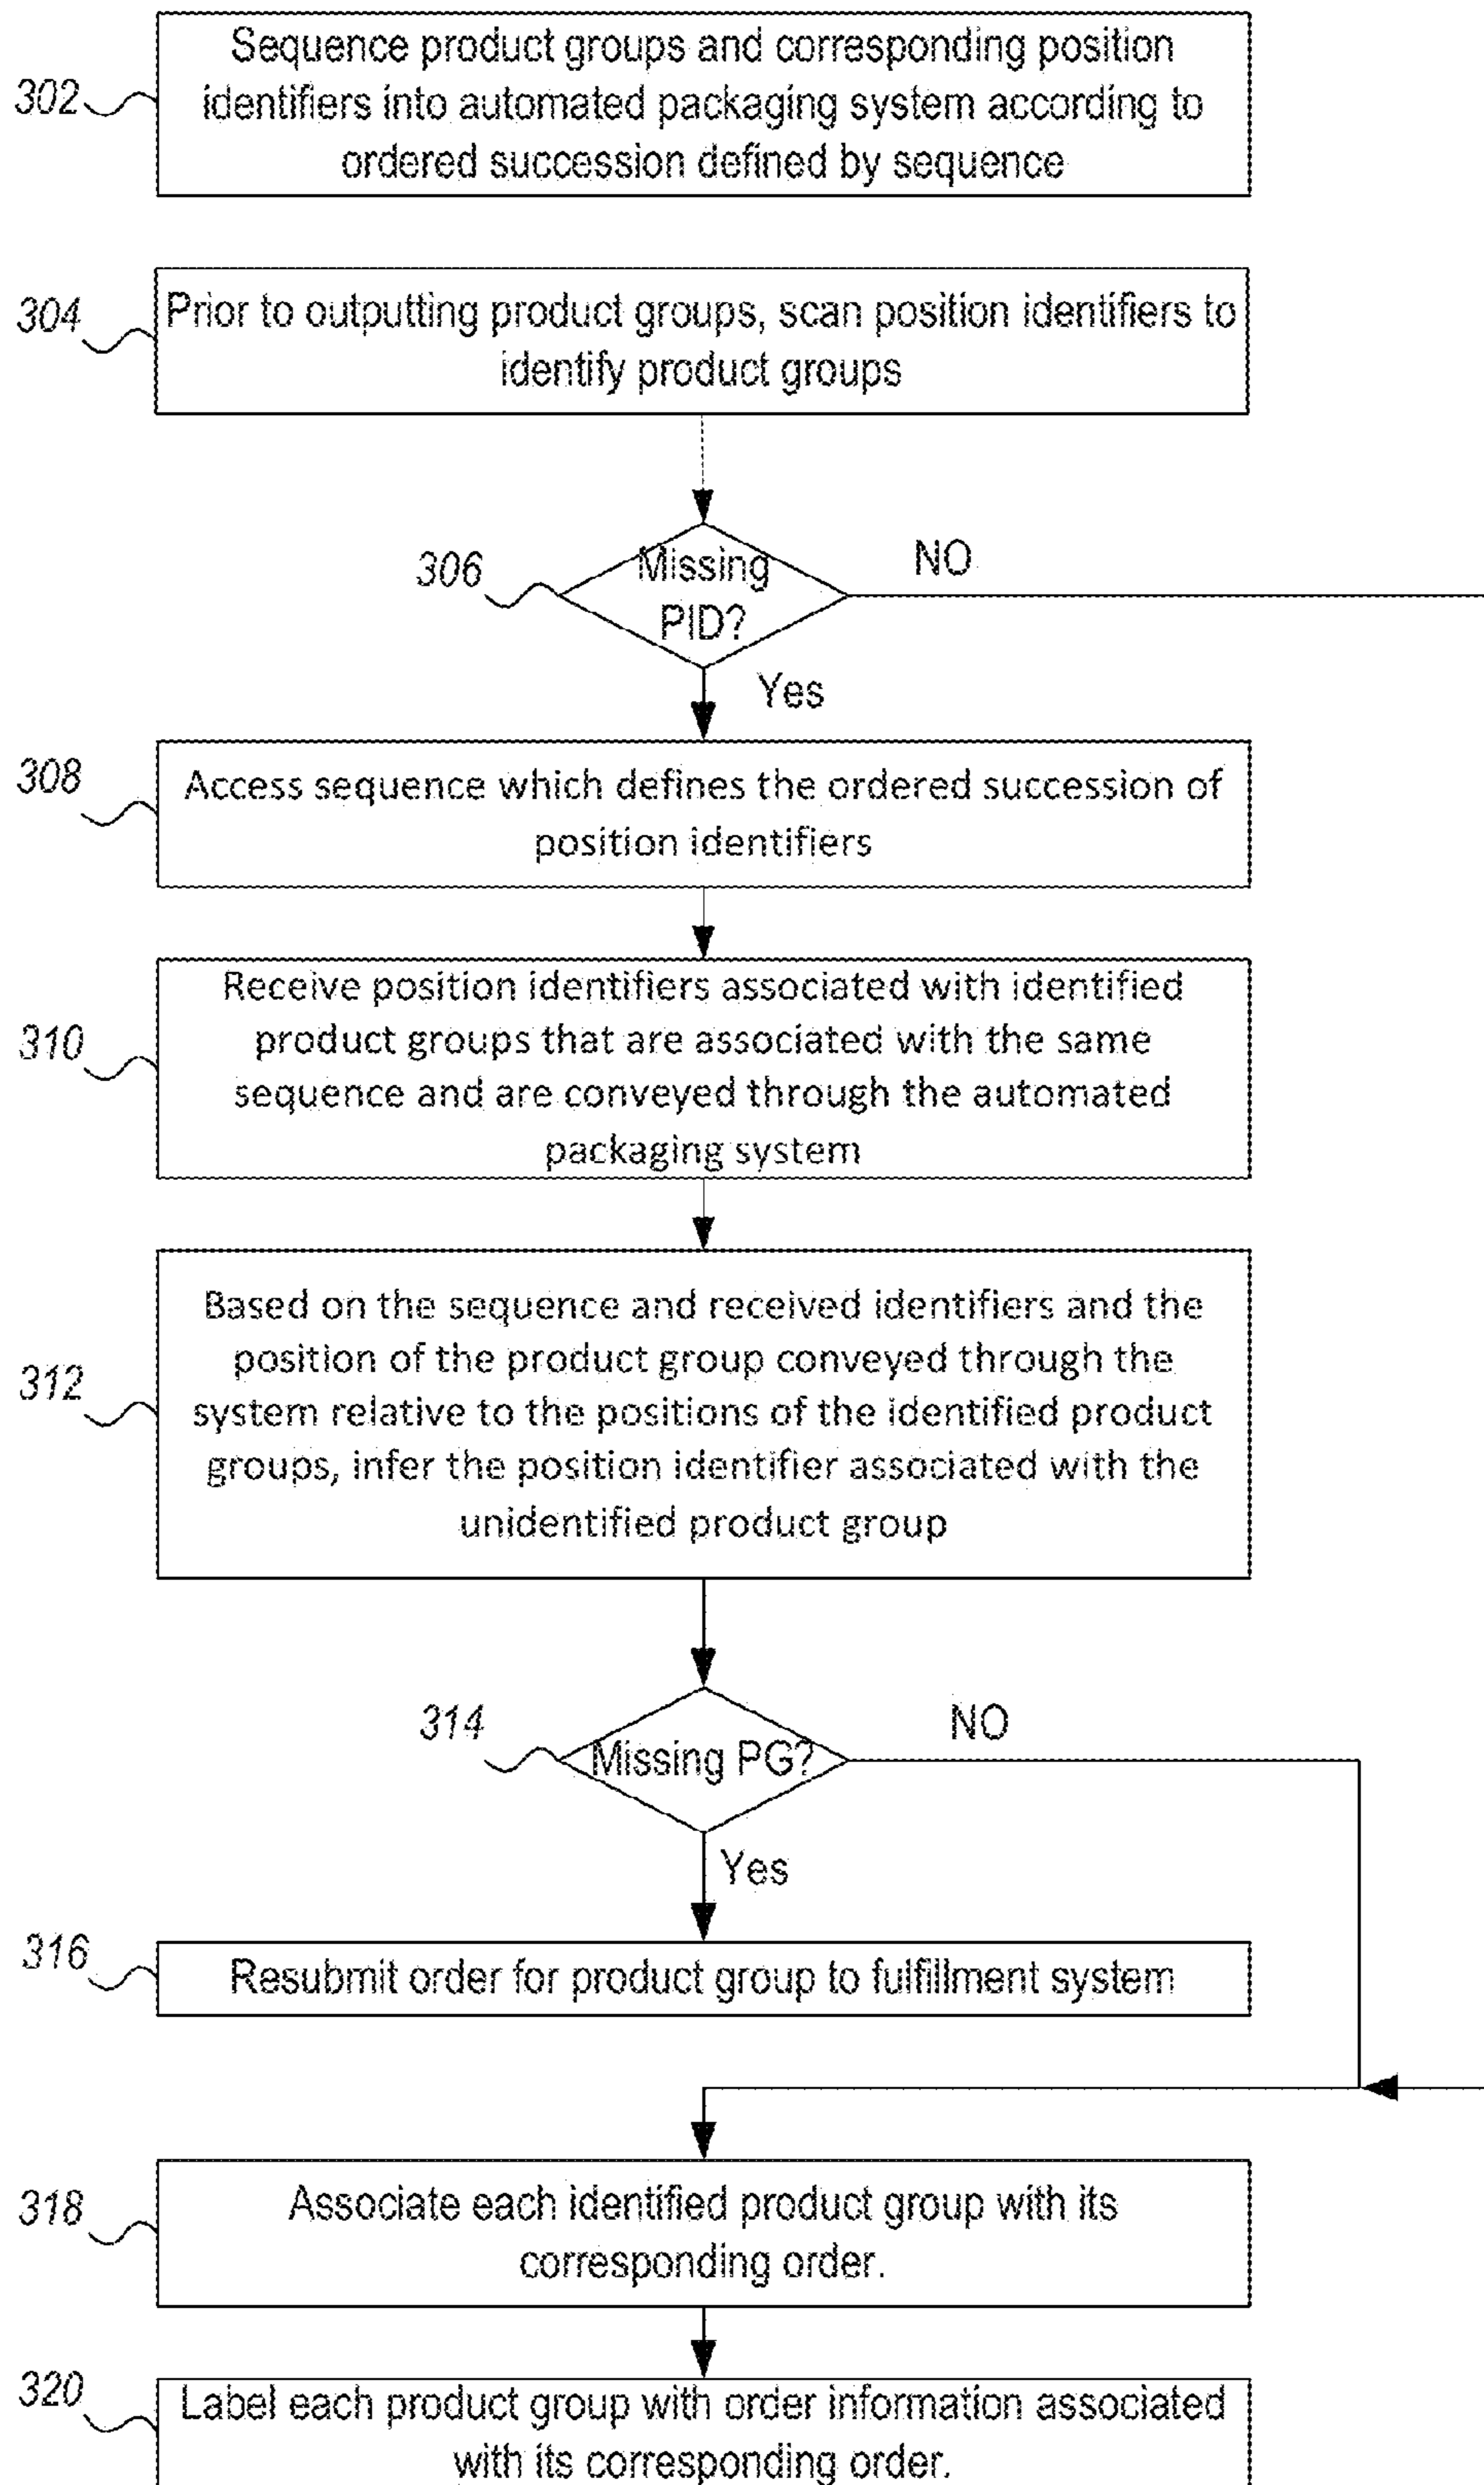 302
Sequence product groups and corresponding position
identifiers into automated packaging system according to
ordered succession defined by sequence
304
Prior to outputting product groups, scan position identifiers to
identify product groups
306
Missing
PID?
NO
Yes
308
Access sequence which defines the ordered succession of
position identifiers
310
Receive position identifiers associated with identified
product groups that are associated with the same
sequence and are conveyed through the automated
packaging system
312
Based on the sequence and received identifiers and the
position of the product group conveyed through the
system relative to the positions of the identified product
groups, infer the position identifier associated with the
unidentified product group
314
Missing PG?
NO
Yes
316
Resubmit order for product group to fulfillment system
318
Associate each identified product group with its
corresponding order.
320
Label each product group with order information associated
with its corresponding order.